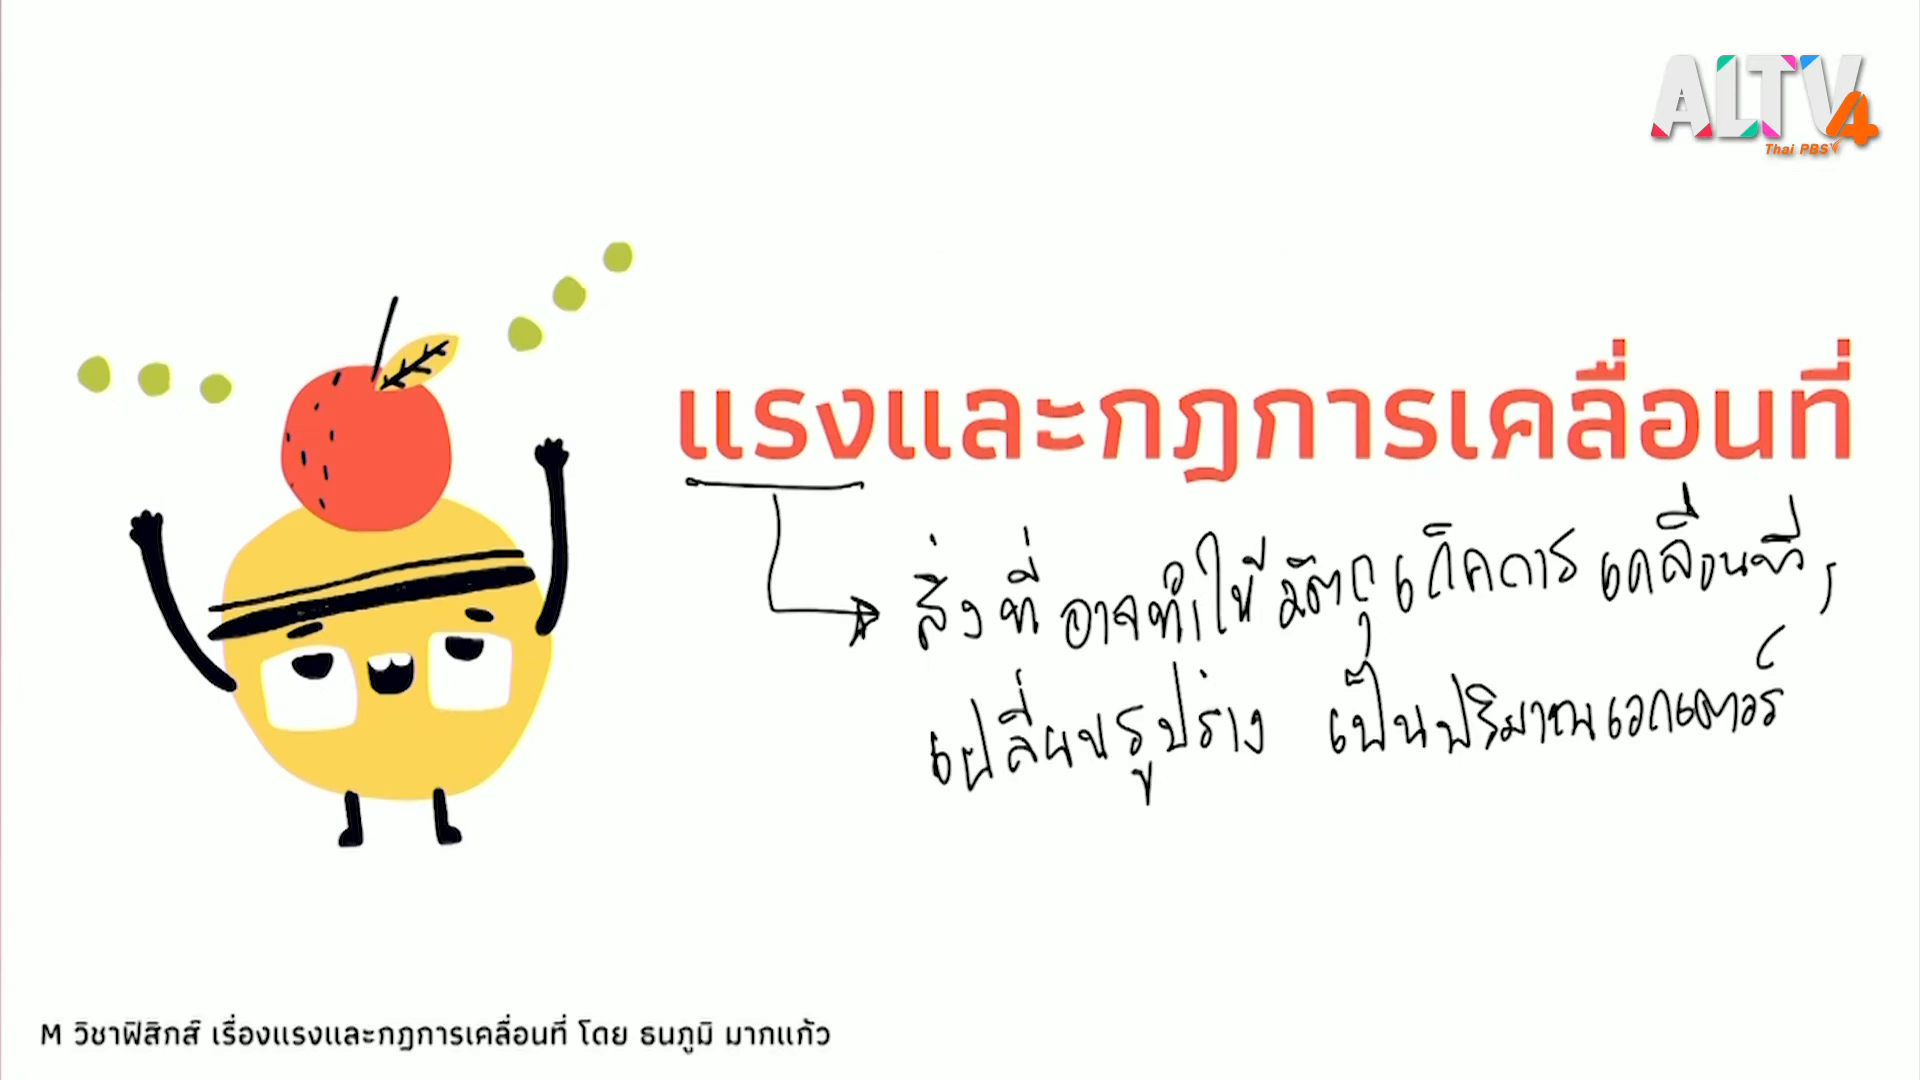 ALTV4
Thai PBS
แรงและกฎการเคลื่อนที่
สิ่งที่อาจทำให้วัตถุเกิดการเคลื่อนที่,
เปลี่ยนรูปร่าง เป็นปริมาณเวกเตอร์
M วิชาฟิสิกส์ เรื่องแรงและกฎการเคลื่อนที่ โดย ธนภูมิ มากแก้ว